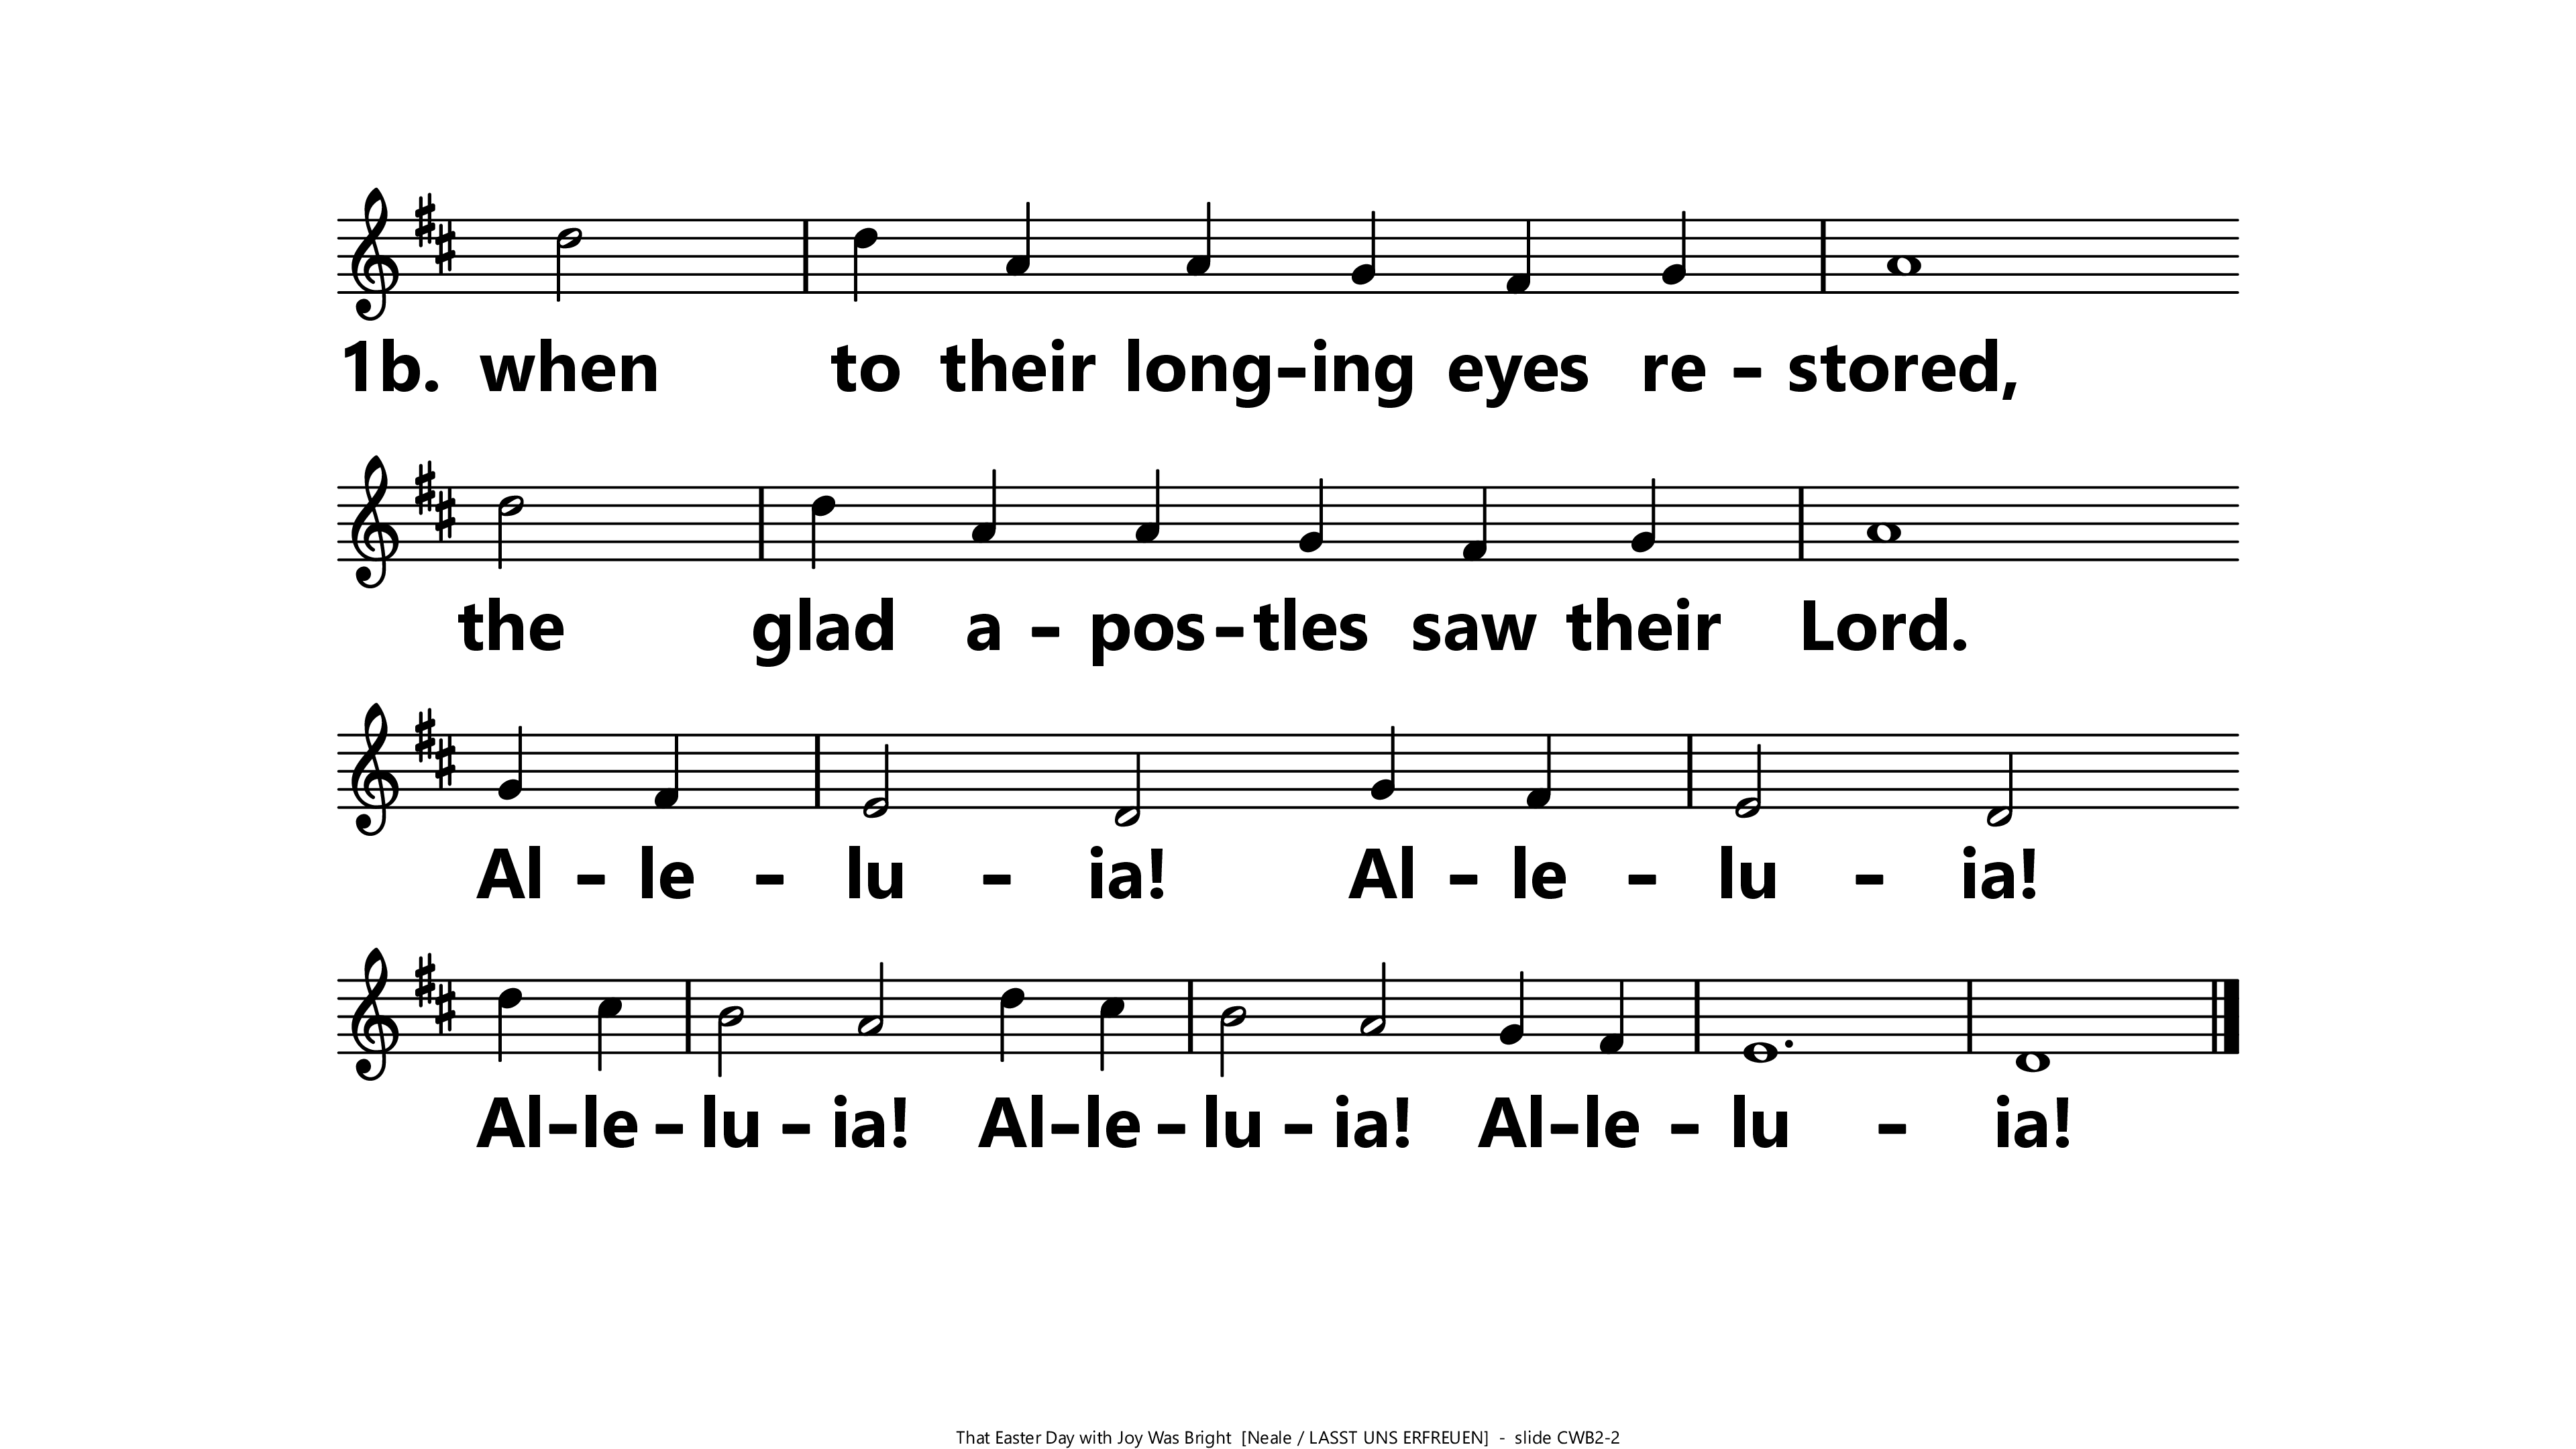 1b. when to their long-ing eyes re - stored,
the glad a - pos - tles saw their Lord.
Al - le - lu - ia! Al - le - lu - ia!
Al-le - lu - ia! Al-le - lu - ia! Al-le - lu - ia!
That Easter Day with Joy Was Bright [Neale / LASST UNS ERFREUEN] - slide CWB2-2